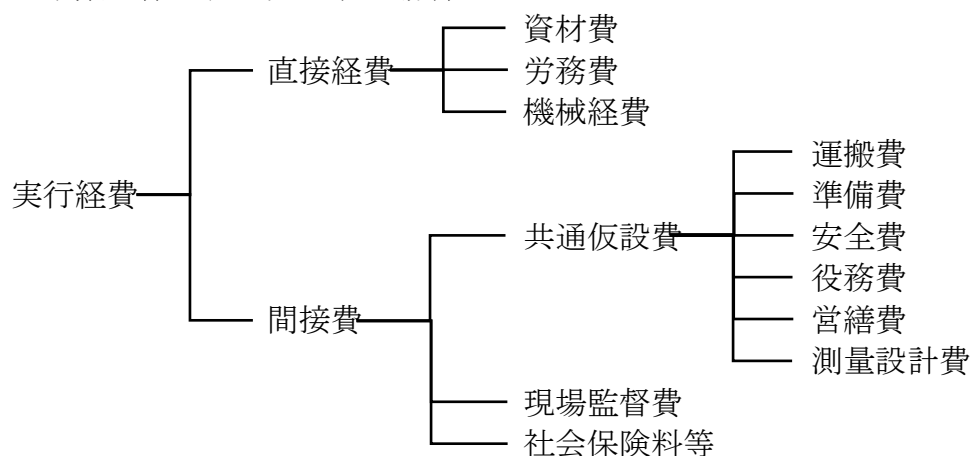 資材費
直接経費
労務費
機械経費
運搬費
実行経費
準備費
共通仮設費
安全費
役務費
間接費
営繕費
測量設計費
現場監督費
社会保険料等